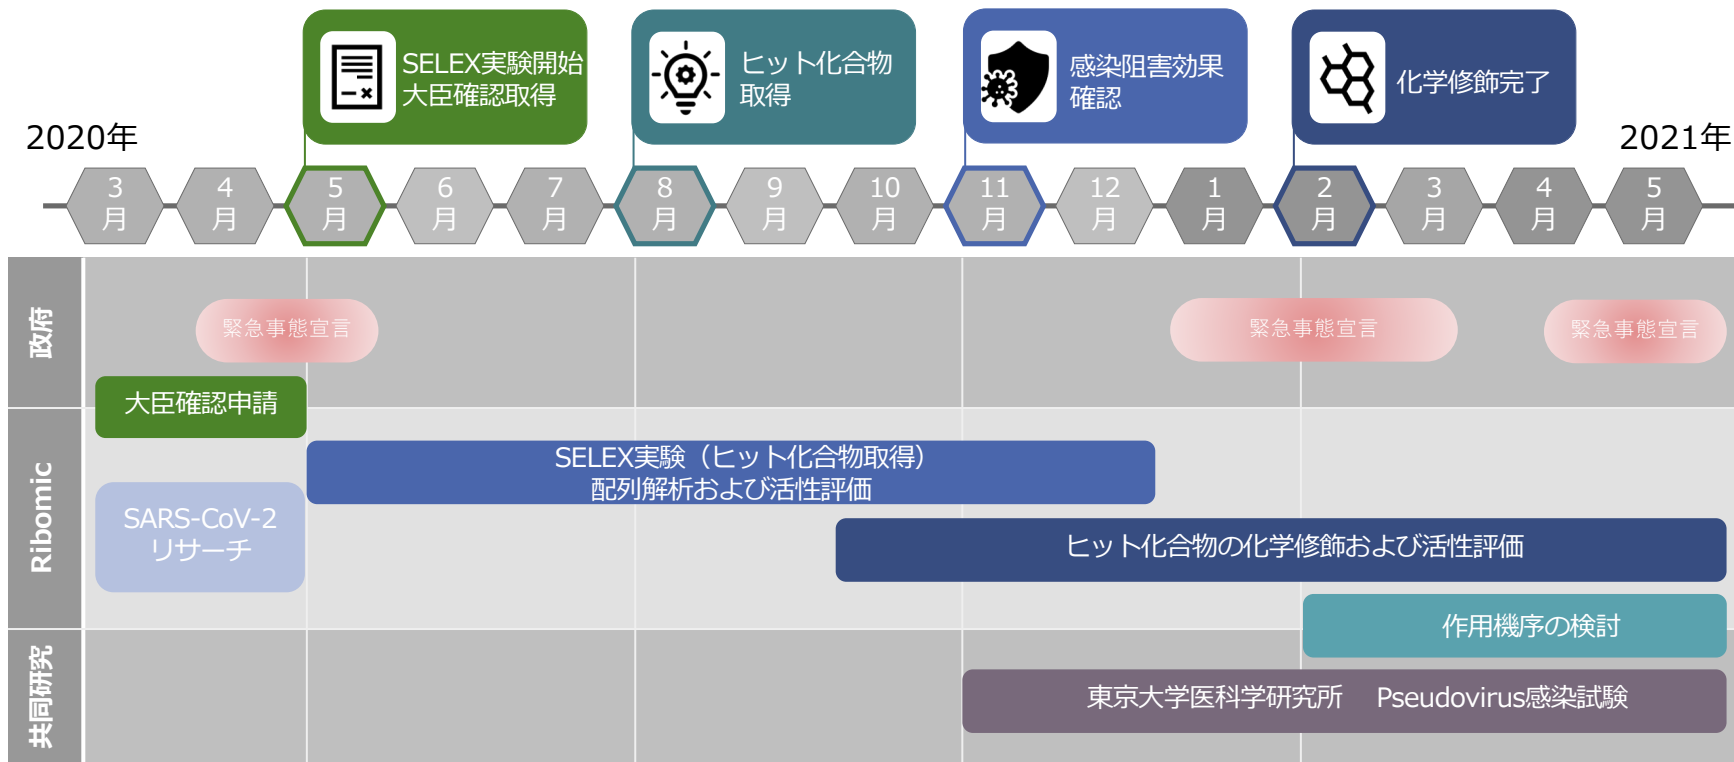 SELEX実験開始
大臣確認取得
ヒット化合物
取得
感染阻害効果
確認
化学修飾完了
2020年
2021年
3
月
4
月
5
月
6
月
7
月
8
月
9
月
10
月
11
月
12
月
1
月
2
月
3
月
4
月
5
月
政府
緊急事態宣言
緊急事態宣言
緊急事態宣言
大臣確認申請
Ribomic
SELEX実験（ヒット化合物取得）
配列解析および活性評価
SARS-CoV-2
リサーチ
ヒット化合物の化学修飾および活性評価
作用機序の検討
共同研究
東京大学医科学研究所 Pseudovirus感染試験